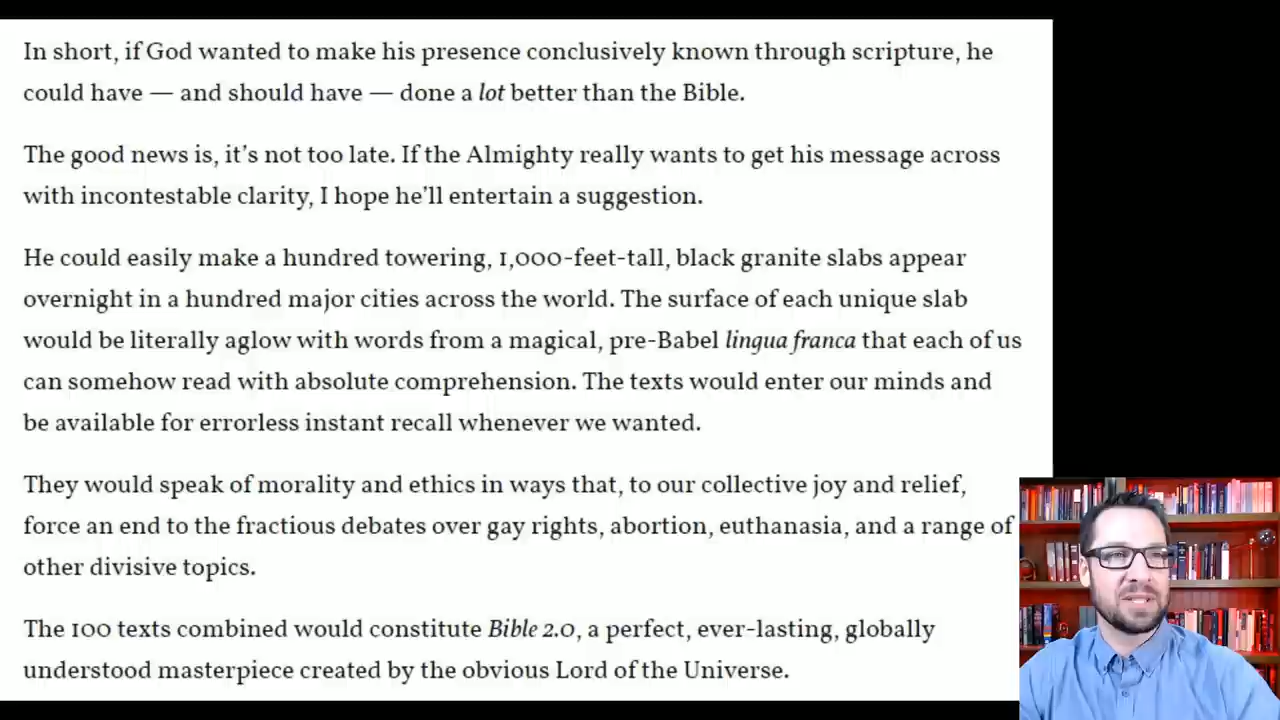 In short, if God wanted to make his presence conclusively known through scripture, he
could have — and should have — done a lot better than the Bible.
The good news is, it’s not too late. If the Almighty really wants to get his message across
with incontestable clarity, I hope he’ll entertain a suggestion.
He could easily make a hundred towering, 1,000-feet-tall, black granite slabs appear
overnight in a hundred major cities across the world. The surface of each unique slab
would be literally aglow with words from a magical, pre-Babel lingua franca that each of us
can somehow read with absolute comprehension. The texts would enter our minds and
be available for errorless instant recall whenever we wanted.
They would speak of morality and ethics in ways that, to our collective joy and relief,
force an end to the fractious debates over gay rights, abortion, euthanasia, and a range of
other divisive topics.
The 100 texts combined would constitute Bible 2.0, a perfect, ever-lasting, globally
understood masterpiece created by the obvious Lord of the Universe.